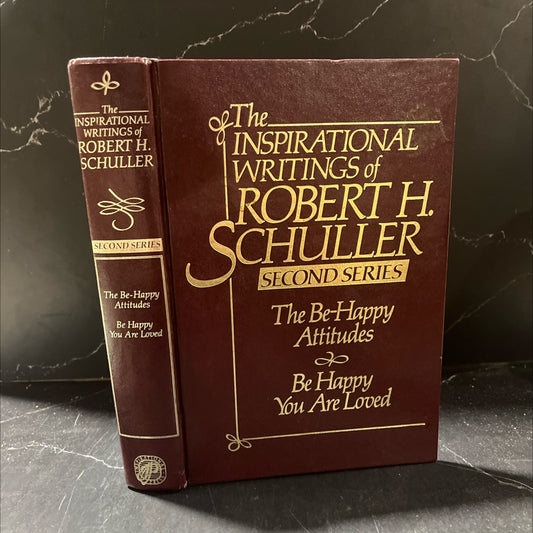 The
INSPIRATIONAL
WRITINGS of
ROBERT H.
SCHULLER
SECOND SERIES
The Be-Happy
Attitudes
Be Happy
You Are Loved
The
INSPIRATIONAL
WRITINGS of
ROBERT H.
SCHULLER
SECOND SERIES
The Be-Happy
Attitudes
Be Happy
You Are Loved